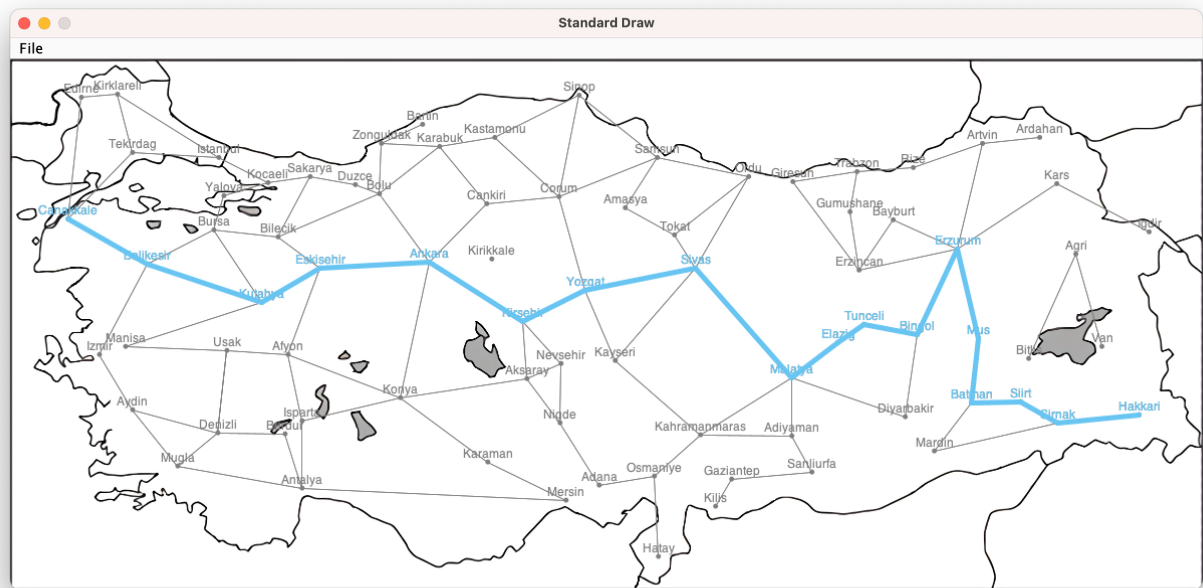 Standard Draw
File
Edirne
Kirklareli
Sinop
Bartin
Zonguldak
Karabuk
Kastamonu
Tekirdag
Istanbul
Samsun
Artvin
Ardahan
Kocaeli
Sakarya
Duzce
Bolu
Yalova
Cankiri
Corum
Ordu
Giresun
Trabzon
Rize
Kars
Canakkale
Bursa
Bilecik
Amasya
Tokat
Gumushane
Bayburt
Igdir
Balikesir
Eskisehir
Ankara
Kirikkale
Sivas
Erzincan
Erzurum
Agri
Kutahya
Kirsehir
Yozgat
Tunceli
Elazig
Bingol
Mus
Izmir
Manisa
Usak
Afyon
Aksaray
Nevsehir
Kayseri
Malatya
Van
Konya
Batman
Siirt
Sirnak
Hakkari
Aydin
Denizli
Isparta
Burdur
Nigde
Kahramanmaras
Adiyaman
Diyarbakir
Mardin
Mugla
Antalya
Karaman
Mersin
Adana
Osmaniye
Gaziantep
Sanliurfa
Kilis
Hatay